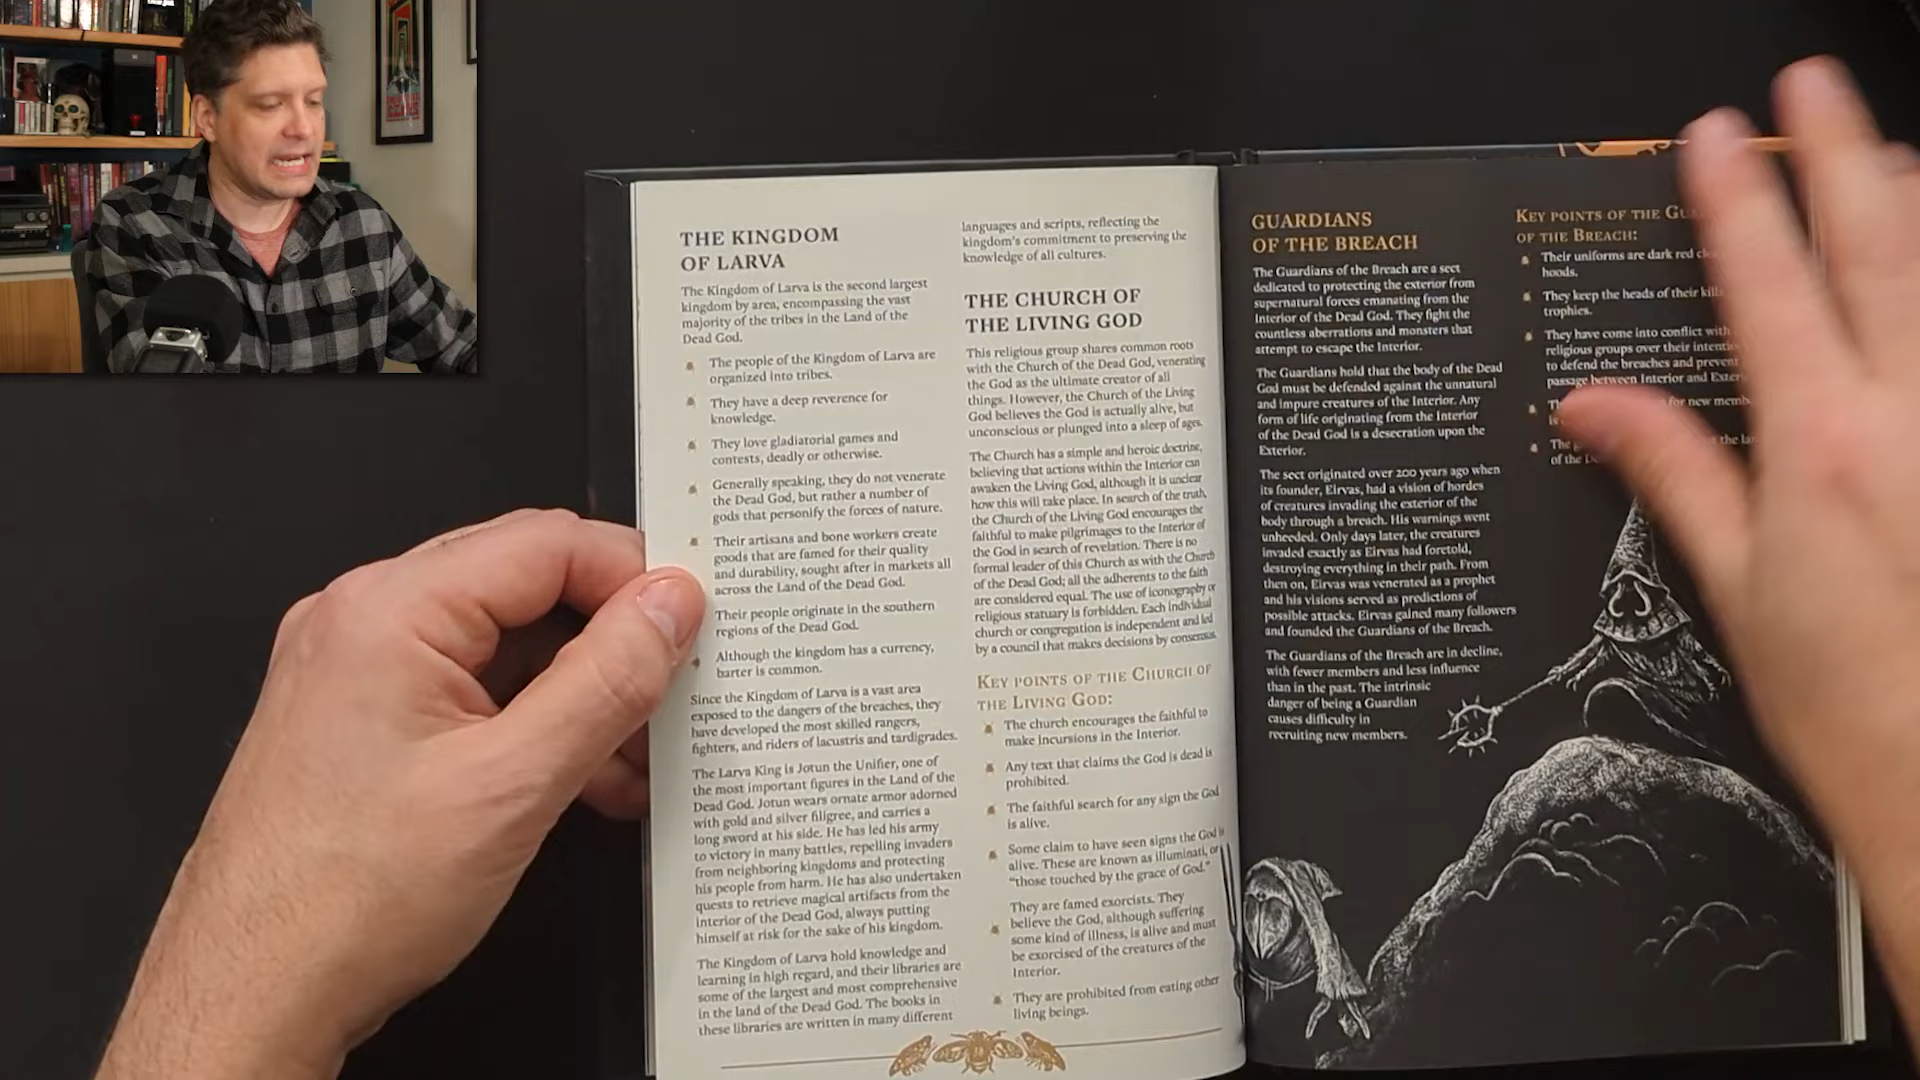 THE KINGDOM
OF LARVA
The Kingdom of Larva is the second largest
kingdom by area, encompassing the vast
majority of the tribes in the Land of the
Dead God.
The people of the Kingdom of Larva are
organized into tribes.
They have a deep reverence for
knowledge.
They love gladiatorial games and
contests, deadly or otherwise.
Generally speaking, they do not venerate
the Dead God, but rather a number of
gods that personify the forces of nature.
Their artisans and bone workers create
goods that are famed for their quality
and durability, sought after in markets all
across the Land of the Dead God.
Their people originate in the southern
regions of the Dead God.
Although the kingdom has a currency,
barter is common.
Since the Kingdom of Larva is a vast area
exposed to the dangers of the breaches, they
have developed the most skilled rangers,
fighters, and riders of lacustris and tardigrades.
The Larva King is Jotun the Unifier, one of
the most important figures in the Land of the
Dead God. Jotun wears ornate armor adorned
with gold and silver filigree, and carries a
long sword at his side. He has led his army
to victory in many battles, repelling invaders
from neighboring kingdoms and protecting
his people from harm. He has also undertaken
quests to retrieve magical artifacts from the
interior of the Dead God, always putting
himself at risk for the sake of his kingdom.
The Kingdom of Larva hold knowledge and
learning in high regard, and their libraries are
some of the largest and most comprehensive
in the land of the Dead God. The books in
these libraries are written in many different
languages and scripts, reflecting the
kingdom's commitment to preserving the
knowledge of all cultures.
THE CHURCH OF
THE LIVING GOD
This religious group shares common roots
with the Church of the Dead God, venerating
the God as the ultimate creator of all
things. However, the Church of the Living
God believes the God is actually alive, but
unconscious or plunged into a sleep of ages.
The Church has a simple and heroic doctrine,
believing that actions within the Interior can
awaken the Living God, although it is unclear
how this will take place. In search of the truth,
the Church of the Living God encourages the
faithful to make pilgrimages to the Interior of
the God in search of revelation. There is no
formal leader of this Church as with the Church
of the Dead God; all the adherents to the faith
are considered equal. The use of iconography or
religious statuary is forbidden. Each individual
church or congregation is independent and led
by a council that makes decisions by consensus.
KEY POINTS OF THE CHURCH OF
THE LIVING GOD:
The church encourages the faithful to
make incursions in the Interior.
Any text that claims the God is dead is
prohibited.
The faithful search for any sign the God
is alive.
Some claim to have seen signs the God is
alive. These are known as illuminati, or
"those touched by the grace of God."
They are famed exorcists. They
believe the God, although suffering
some kind of illness, is alive and must
be exorcised of the creatures of the
Interior.
They are prohibited from eating other
living beings.
GUARDIANS
OF THE BREACH
The Guardians of the Breach are a sect
dedicated to protecting the exterior from
supernatural forces emanating from the
Interior of the Dead God. They fight the
countless aberrations and monsters that
attempt to escape the Interior.
The Guardians hold that the body of the Dead
God must be defended against the unnatural
and impure creatures of the Interior. Any
form of life originating from the Interior
of the Dead God is a desecration upon the
Exterior.
The sect originated over 200 years ago when
its founder, Eirvas, had a vision of hordes
of creatures invading the exterior of the
body through a breach. His warnings went
unheeded. Only days later, the creatures
invaded exactly as Eirvas had foretold,
destroying everything in their path. From
then on, Eirvas was venerated as a prophet
and his visions served as predictions of
possible attacks. Eirvas gained many followers
and founded the Guardians of the Breach.
The Guardians of the Breach are in decline,
with fewer members and less influence
than in the past. The intrinsic
danger of being a Guardian
causes difficulty in
recruiting new members.
KEY POINTS OF THE
OF THE BREACH:
Their uniforms are dark red
hoods.
They keep the heads of their kills
trophies.
They have come into conflict with
religious groups over their
to defend the breaches and prevent
passage between Interior and
for new
the
of the